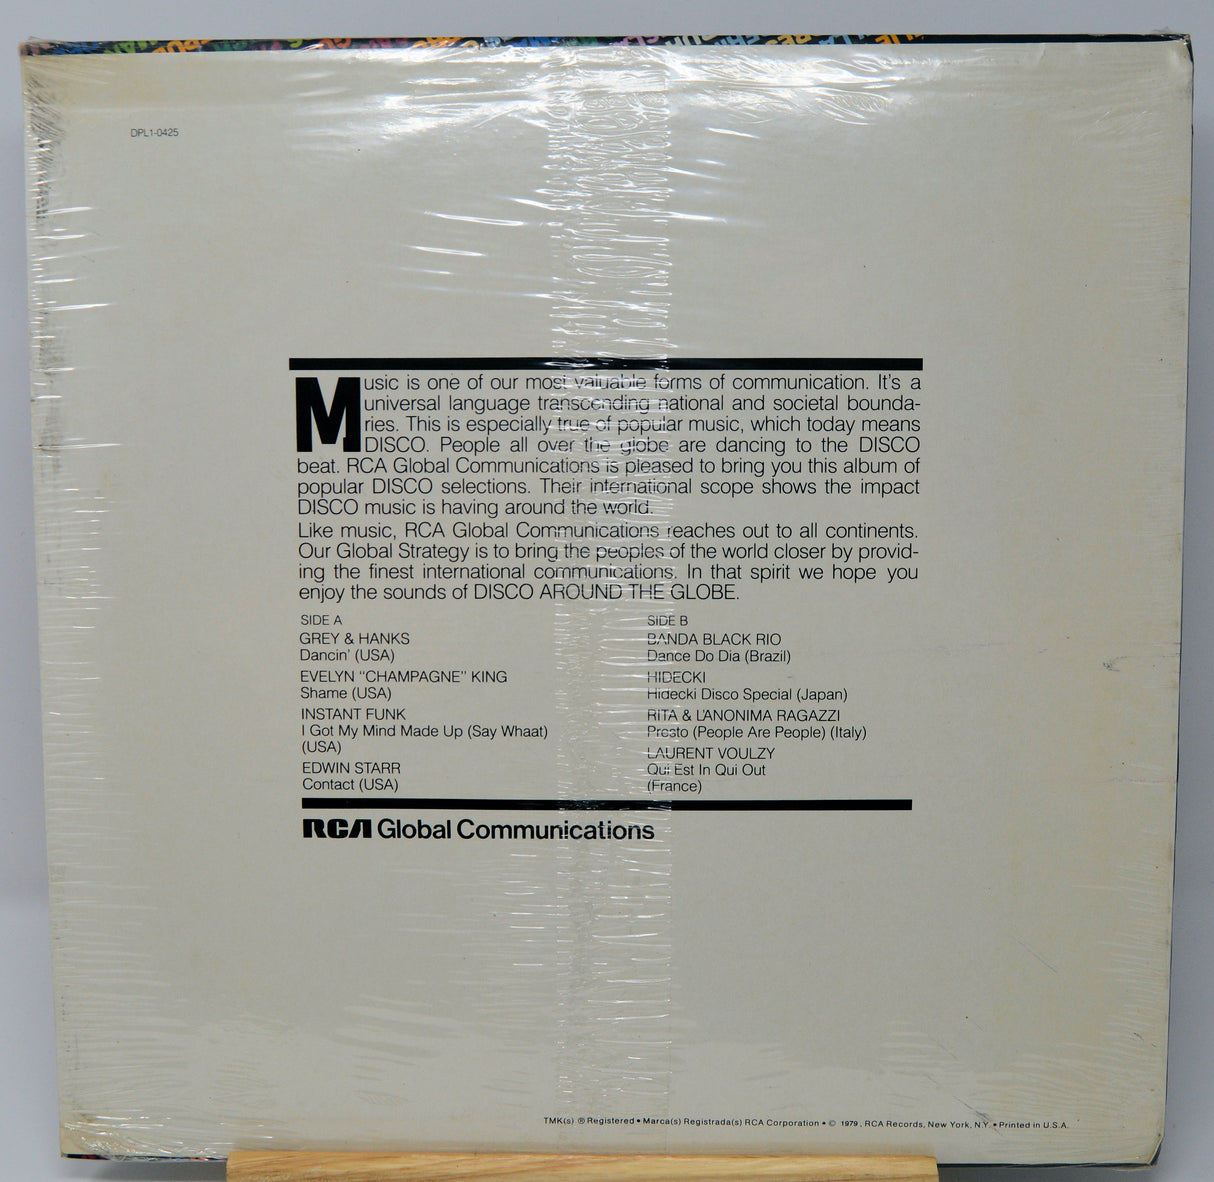 DPL1-0425
Music is one of our most valuable forms of communication. It's a
universal language transcending national and societal bounda-
ries. This is especially true of popular music, which today means
DISCO. People all over the globe are dancing to the DISCO
beat. RCA Global Communications is pleased to bring you this album of
popular DISCO selections. Their international scope shows the impact
DISCO music is having around the world.
Like music, RCA Global Communications reaches out to all continents.
Our Global Strategy is to bring the peoples of the world closer by provid-
ing the finest international communications. In that spirit we hope you
enjoy the sounds of DISCO AROUND THE GLOBE.
SIDE A
GREY & HANKS
Dancin' (USA)
EVELYN "CHAMPAGNE" KING
Shame (USA)
INSTANT FUNK
I Got My Mind Made Up (Say Whaat)
(USA)
EDWIN STARR
Contact (USA)
SIDE B
BANDA BLACK RIO
Dance Do Dia (Brazil)
HIDECKI
Hidecki Disco Special (Japan)
RITA & L'ANONIMA RAGAZZI
Presto (People Are People) (Italy)
LAURENT VOULZY
Qui Est In Qui Out
(France)
RCA Global Communications
TMK(s) ® Registered • Marca(s) Registrada(s) RCA Corporation • © 1979, RCA Records, New York, N.Y. • Printed in U.S.A.